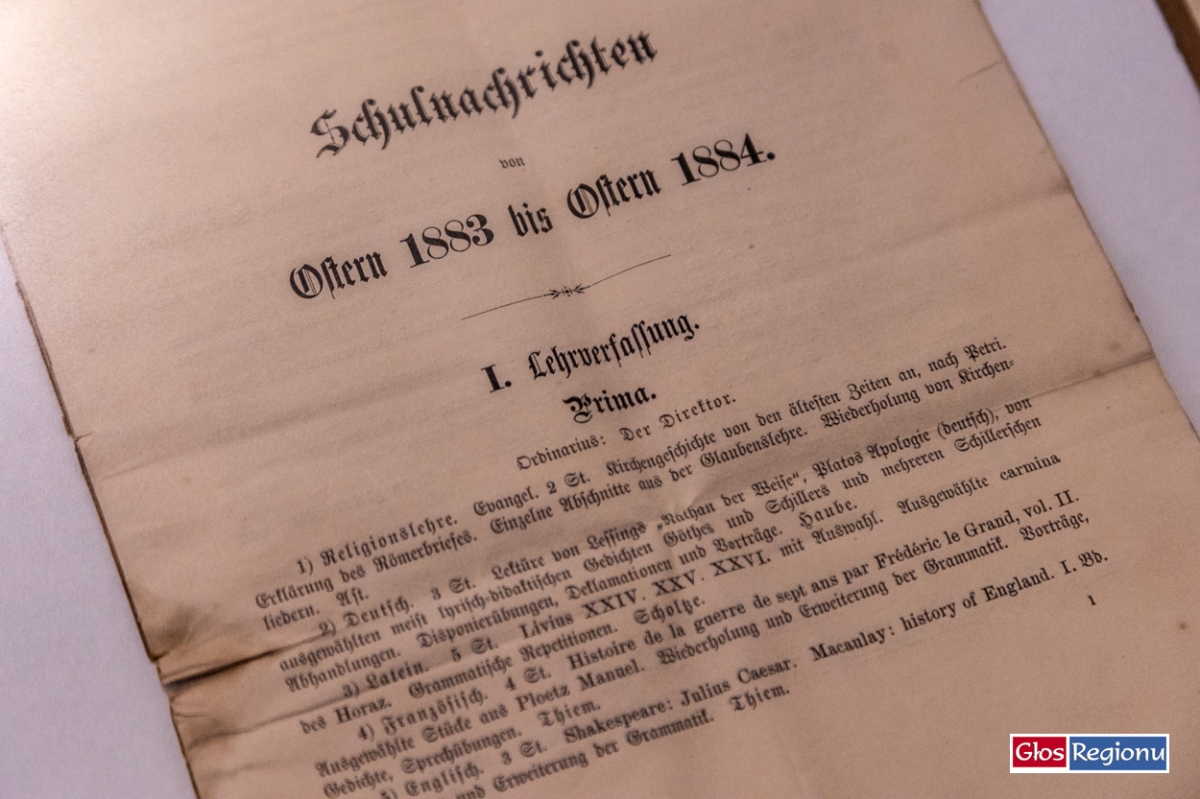 Schulnachrichten
von
Oſtern 1883 bis Oſtern 1884.
I. Lehrverfaſſung.
Prima.
Ordinarius: Der Direktor.
1) Religionslehre. Evangel. 2 St. Kirchengeſchichte von den älteſten Zeiten an, nach Petri.
Erklärung des Römerbriefes. Einzelne Abſchnitte aus der Glaubenslehre. Wiederholung von Kirchen-
liedern. Aſt.
2) Deutſch. 3 St. Lektüre von Leſſings „Nathan der Weiſe“, Platos Apologie (deutſch), von
ausgewählten meiſt lyriſch-didaktiſchen Gedichten Göthes und Schillers und mehreren Schillerſchen
Abhandlungen. Disponierübungen, Deklamationen und Vorträge. Haube.
3) Latein. 5 St. Livius XXIV. XXV. XXVI. mit Auswahl. Ausgewählte carmina
des Horaz. Grammatiſche Repetitionen. Scholze.
4) Franzöſiſch. 4 St. Histoire de la guerre de sept ans par Frédéric le Grand, vol. II.
Ausgewählte Stücke aus Ploetz Manuel. Wiederholung und Erweiterung der Grammatik. Vorträge,
Gedichte, Sprechübungen. Thiem.
5) Engliſch. 3 St. Shakespeare: Julius Caesar. Macaulay: history of England. I. Bd.
und Erweiterung der Grammatik. Thiem.
1
Głos Regionu